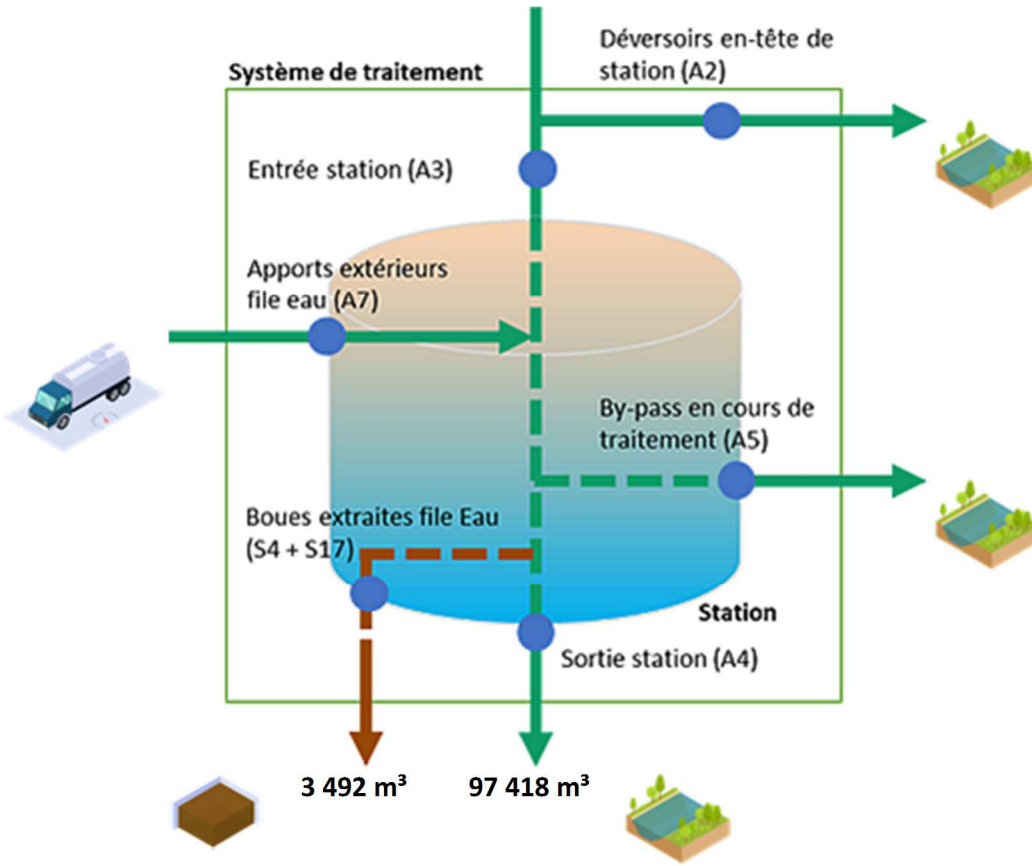 Déversoirs en-tête de
station (A2)
Système de traitement
Entrée station (A3)
Apports extérieurs
file eau (A7)
By-pass en cours de
traitement (A5)
Boues extraites file Eau
(S4 + S17)
Station
Sortie station (A4)
3 492 m³
97 418 m³